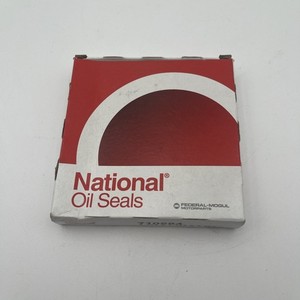 National®
Oil Seals
FEDERAL-MOGUL
MOTORPARTS